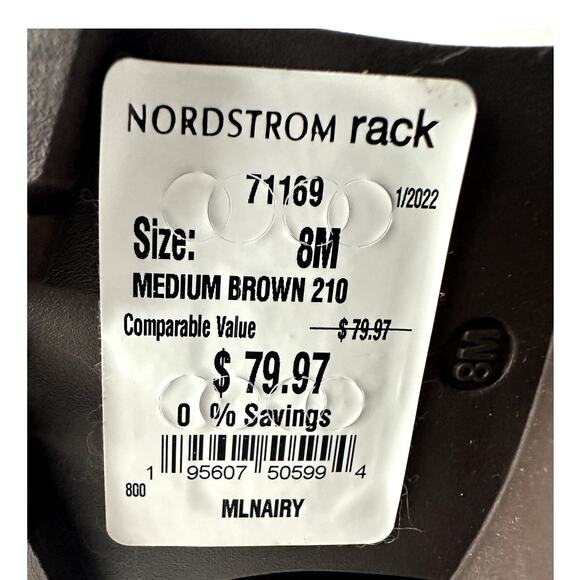 NORDSTROM rack
71169 1/2022
Size: 8M
MEDIUM BROWN 210
Comparable Value $79.97
$79.97
0 % Savings
1 95607 50599 4
800
MLNAIRY
8M